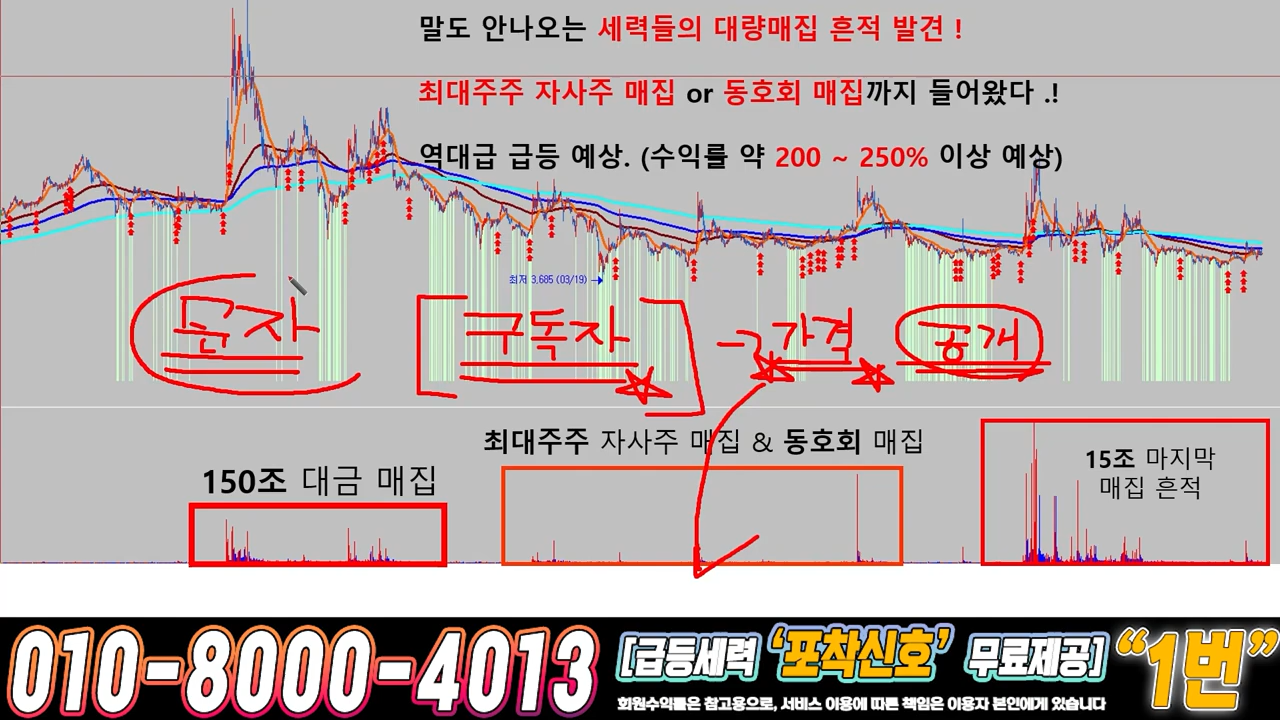 말도 안나오는 세력들의 대량매집 흔적 발견 !
최대주주 자사주 매집 or 동호회 매집까지 들어왔다 .!
역대급 급등 예상. (수익률 약 200 ~ 250% 이상 예상)
최저 3,685 (03/19)
문자 구독자 가격 공개
최대주주 자사주 매집 & 동호회 매집
150조 대금 매집
15조 마지막
매집 흔적
010-8000-4013 [급등세력 '포착신호' 무료제공] "1번"
회원수익률은 참고용으로, 서비스 이용에 따른 책임은 이용자 본인에게 있습니다